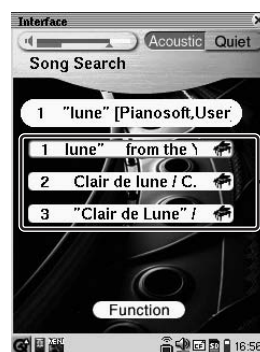 Interface
Acoustic Quiet
Song Search
1 "lune" [Pianosoft,User
1 lune" from the
2 Clair de lune / C.
3 "Clair de Lune" /
Function
16:56